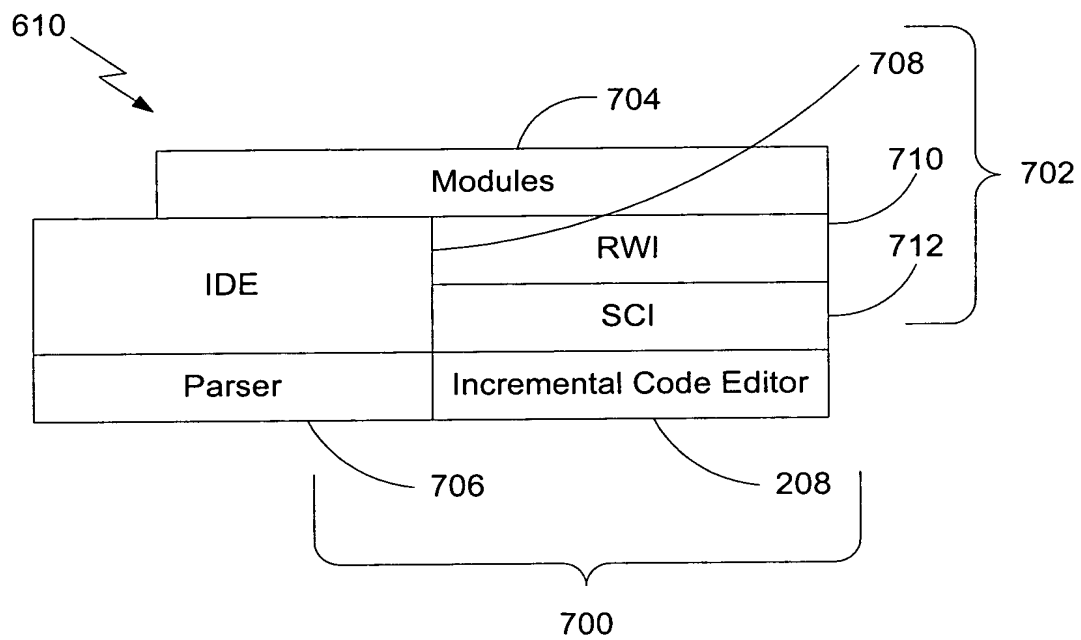 610
708
704
Modules
710
702
RWI
712
IDE
SCI
Parser
Incremental Code Editor
706
208
700